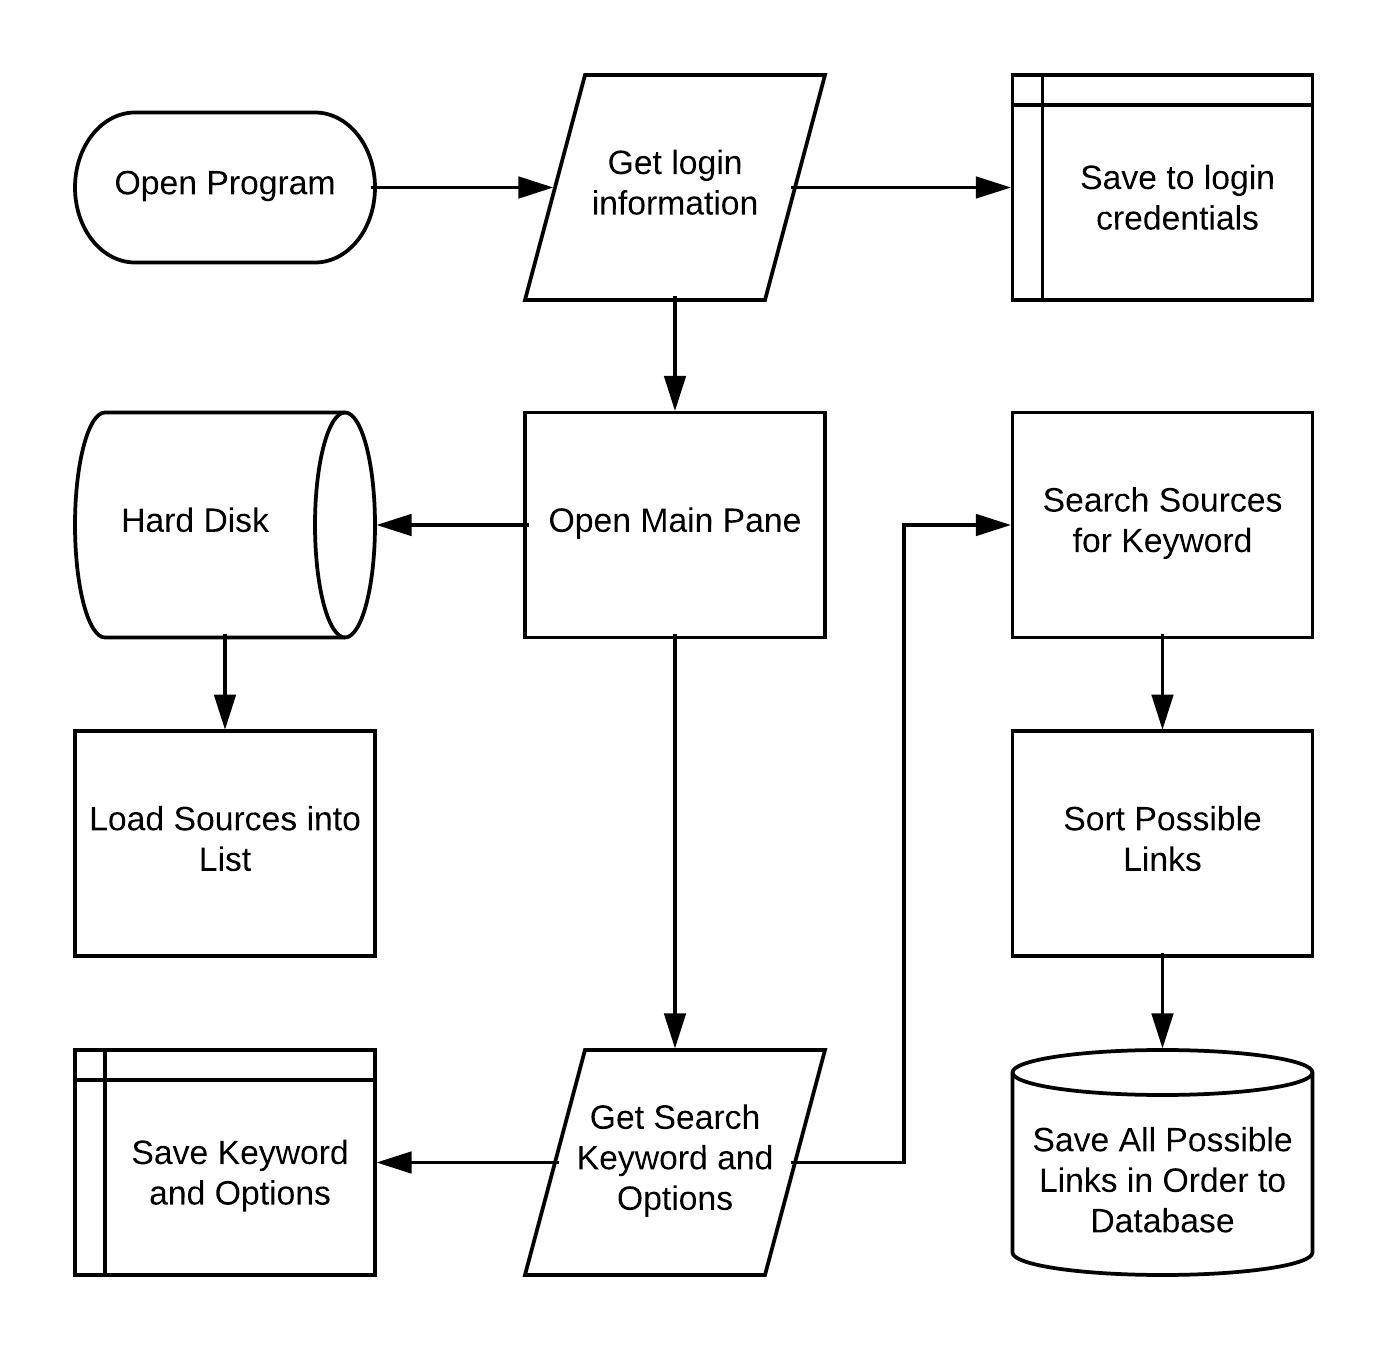 Open Program
Get login
information
Save to login
credentials
Hard Disk
Open Main Pane
Search Sources
for Keyword
Load Sources into
List
Sort Possible
Links
Save Keyword
and Options
Get Search
Keyword and
Options
Save All Possible
Links in Order to
Database